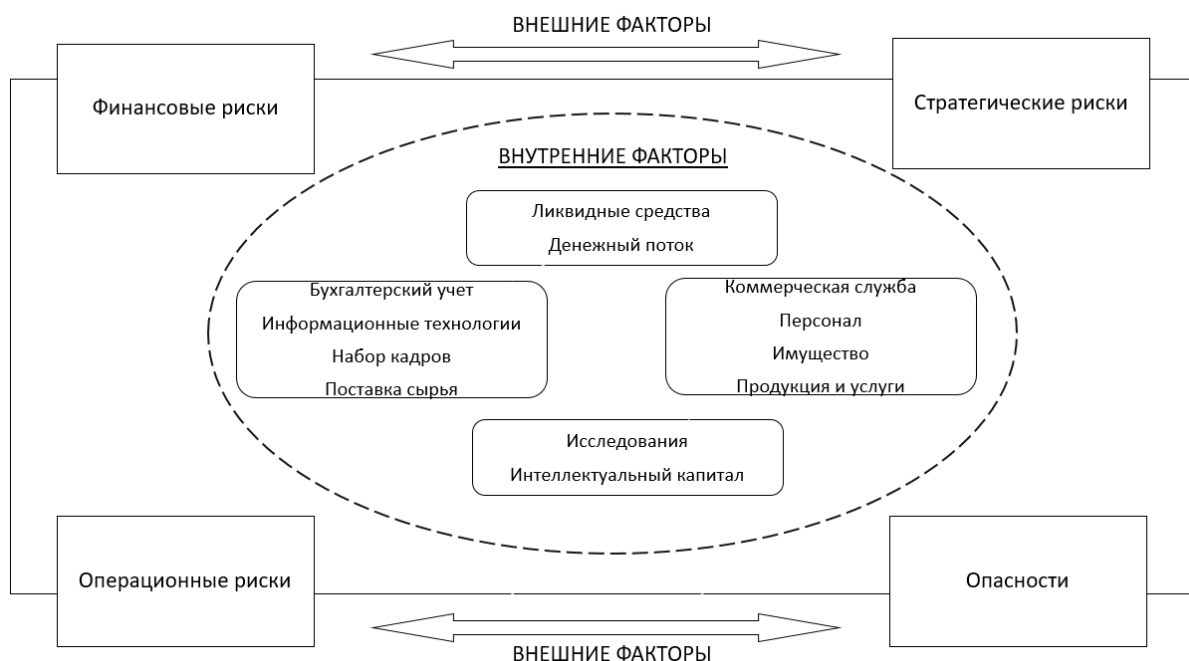 ВНЕШНИЕ ФАКТОРЫ
Финансовые риски
Стратегические риски
ВНУТРЕННИЕ ФАКТОРЫ
Ликвидные средства
Денежный поток
Бухгалтерский учет
Информационные технологии
Набор кадров
Поставка сырья
Коммерческая служба
Персонал
Имущество
Продукция и услуги
Исследования
Интеллектуальный капитал
Операционные риски
Опасности
ВНЕШНИЕ ФАКТОРЫ